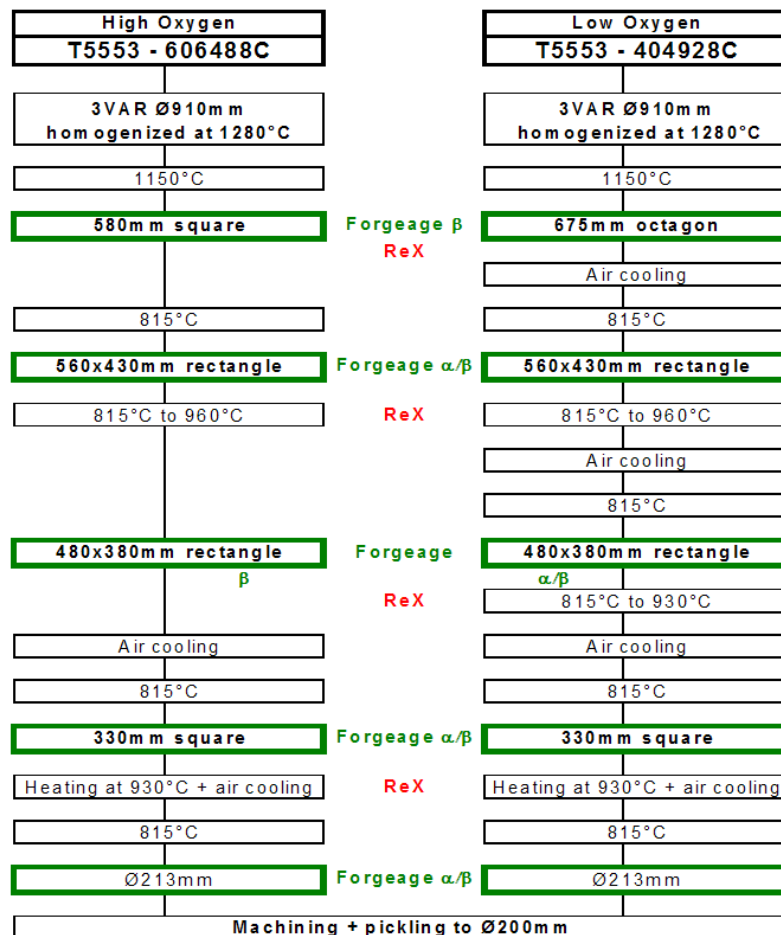 High Oxygen
T5553 - 606488C
Low Oxygen
T5553 - 404928C
3VAR Ø910mm
homogenized at 1280°C
3VAR Ø910mm
homogenized at 1280°C
1150°C
1150°C
580mm square
Forgeage β
675mm octagon
ReX
Air cooling
815°C
815°C
560x430mm rectangle
Forgeage α/β
560x430mm rectangle
815°C to 960°C
ReX
815°C to 960°C
Air cooling
815°C
480x380mm rectangle
Forgeage
480x380mm rectangle
β
α/β
ReX
815°C to 930°C
Air cooling
Air cooling
815°C
815°C
330mm square
Forgeage α/β
330mm square
Heating at 930°C + air cooling
ReX
Heating at 930°C + air cooling
815°C
815°C
Ø213mm
Forgeage α/β
Ø213mm
Machining + pickling to Ø200mm